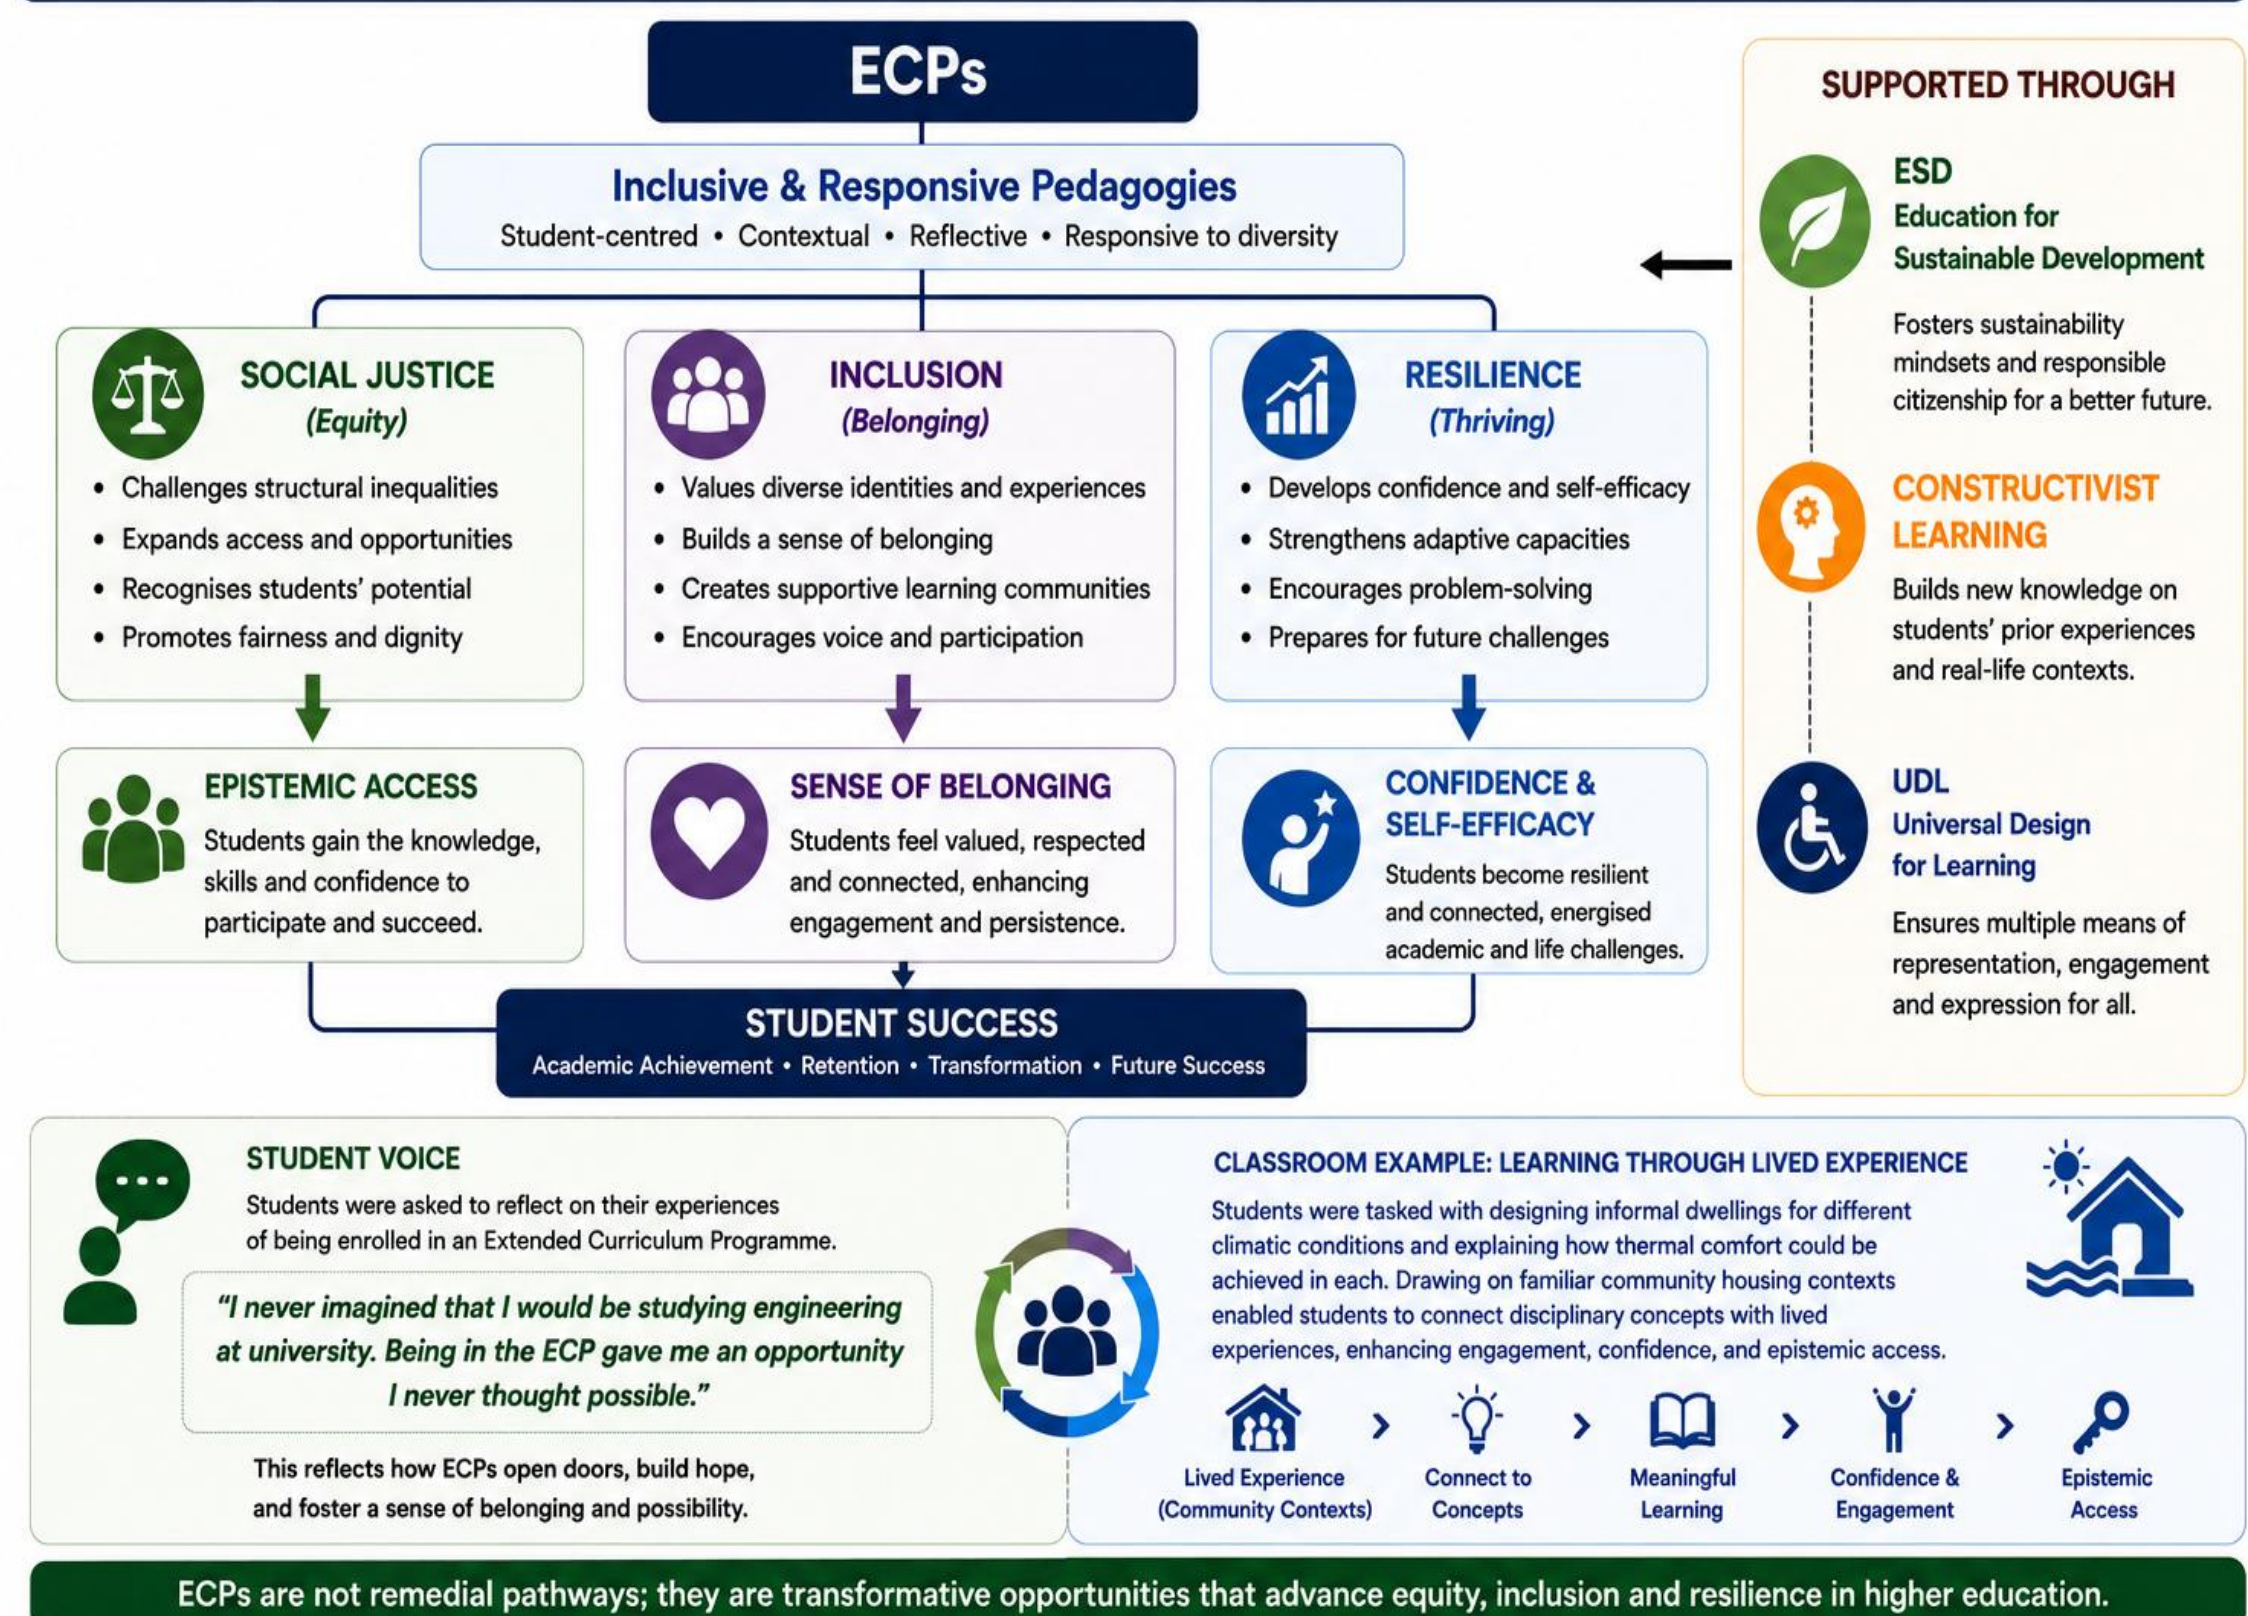 ECPs
Inclusive & Responsive Pedagogies
Student-centred • Contextual • Reflective • Responsive to diversity
SOCIAL JUSTICE
(Equity)
• Challenges structural inequalities
• Expands access and opportunities
• Recognises students’ potential
• Promotes fairness and dignity
INCLUSION
(Belonging)
• Values diverse identities and experiences
• Builds a sense of belonging
• Creates supportive learning communities
• Encourages voice and participation
RESILIENCE
(Thriving)
• Develops confidence and self-efficacy
• Strengthens adaptive capacities
• Encourages problem-solving
• Prepares for future challenges
EPISTEMIC ACCESS
Students gain the knowledge,
skills and confidence to
participate and succeed.
SENSE OF BELONGING
Students feel valued, respected
and connected, enhancing
engagement and persistence.
CONFIDENCE &
SELF-EFFICACY
Students become resilient
and connected, energised
academic and life challenges.
STUDENT SUCCESS
Academic Achievement • Retention • Transformation • Future Success
SUPPORTED THROUGH
ESD
Education for
Sustainable Development
Fosters sustainability
mindsets and responsible
citizenship for a better future.
CONSTRUCTIVIST
LEARNING
Builds new knowledge on
students’ prior experiences
and real-life contexts.
UDL
Universal Design
for Learning
Ensures multiple means of
representation, engagement
and expression for all.
STUDENT VOICE
Students were asked to reflect on their experiences
of being enrolled in an Extended Curriculum Programme.
“I never imagined that I would be studying engineering
at university. Being in the ECP gave me an opportunity
I never thought possible.”
This reflects how ECPs open doors, build hope,
and foster a sense of belonging and possibility.
CLASSROOM EXAMPLE: LEARNING THROUGH LIVED EXPERIENCE
Students were tasked with designing informal dwellings for different
climatic conditions and explaining how thermal comfort could be
achieved in each. Drawing on familiar community housing contexts
enabled students to connect disciplinary concepts with lived
experiences, enhancing engagement, confidence, and epistemic access.
Lived Experience
(Community Contexts)
Connect to
Concepts
Meaningful
Learning
Confidence &
Engagement
Epistemic
Access
ECPs are not remedial pathways; they are transformative opportunities that advance equity, inclusion and resilience in higher education.